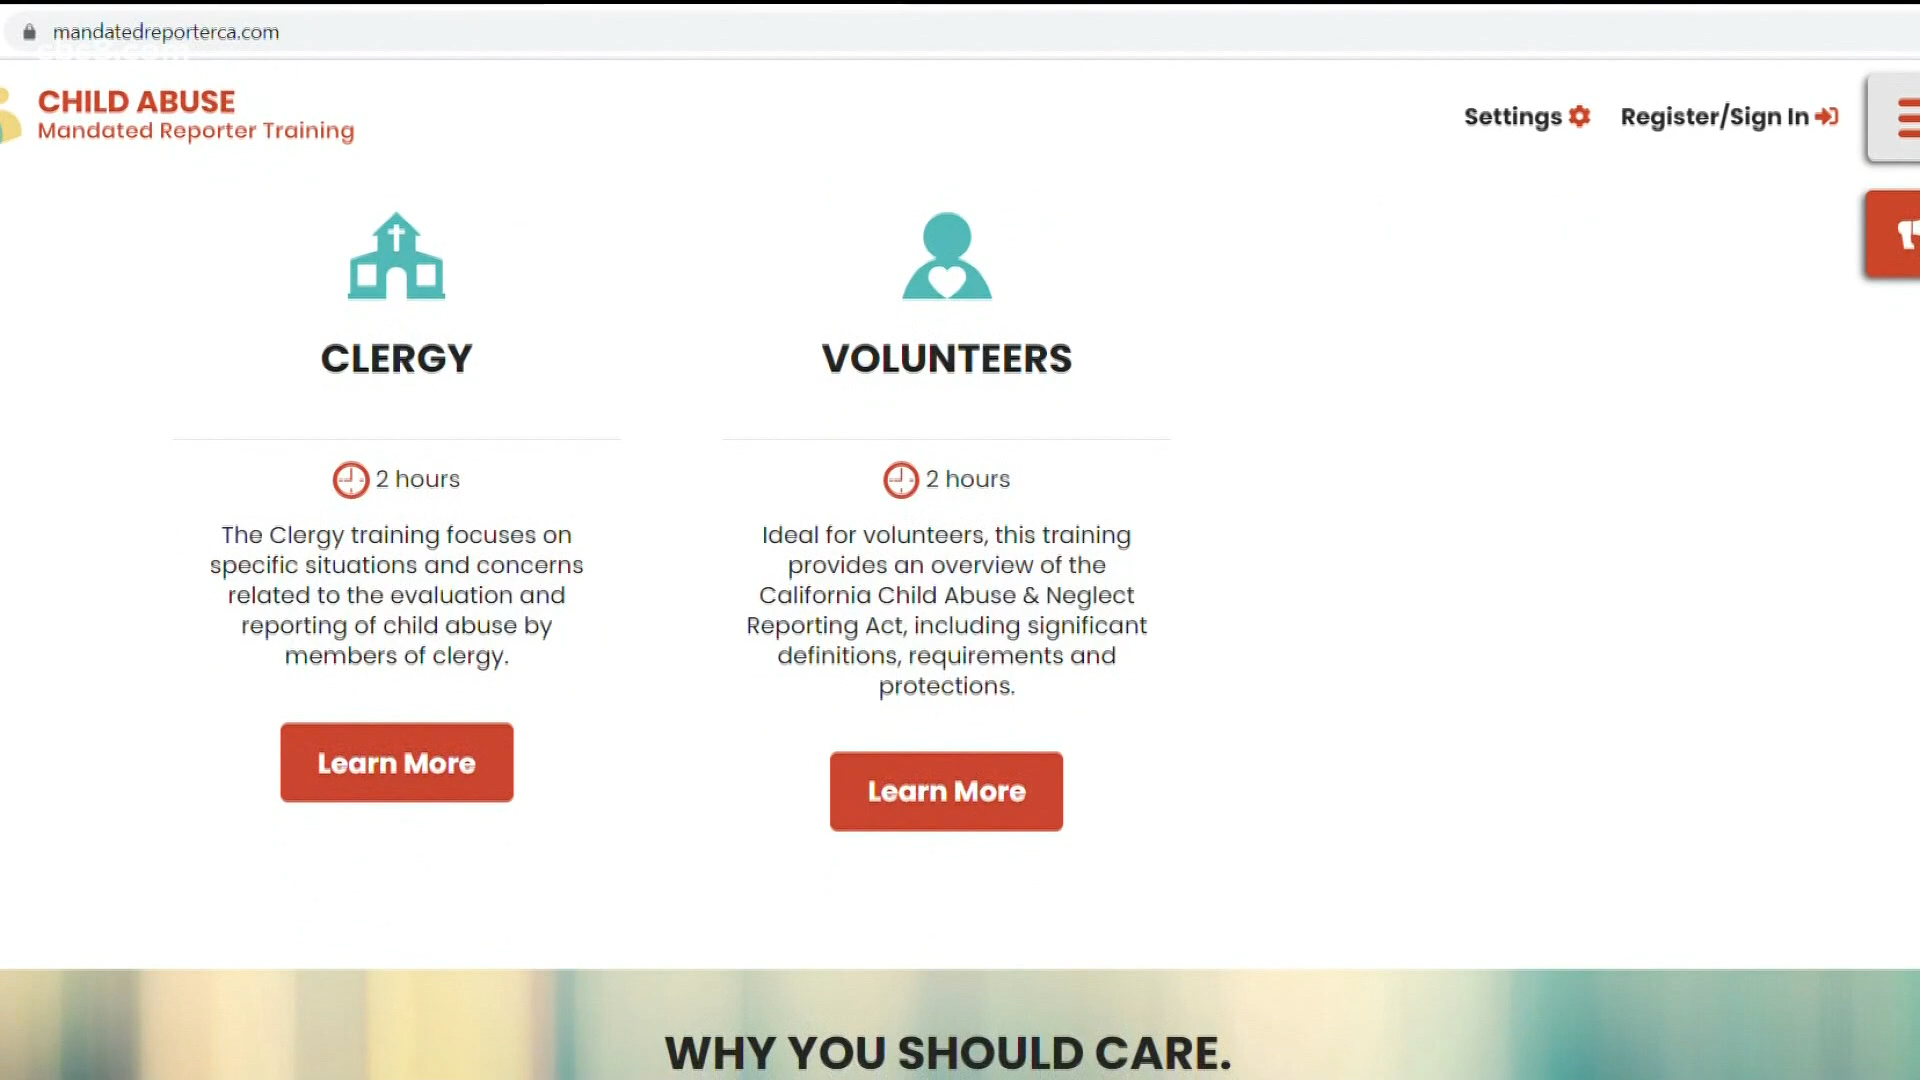 mandatedreporterca.com
cbs8.com
CHILD ABUSE
Mandated Reporter Training
Settings
Register/Sign In
CLERGY
2 hours
The Clergy training focuses on
specific situations and concerns
related to the evaluation and
reporting of child abuse by
members of clergy.
Learn More
VOLUNTEERS
2 hours
Ideal for volunteers, this training
provides an overview of the
California Child Abuse & Neglect
Reporting Act, including significant
definitions, requirements and
protections.
Learn More
WHY YOU SHOULD CARE.